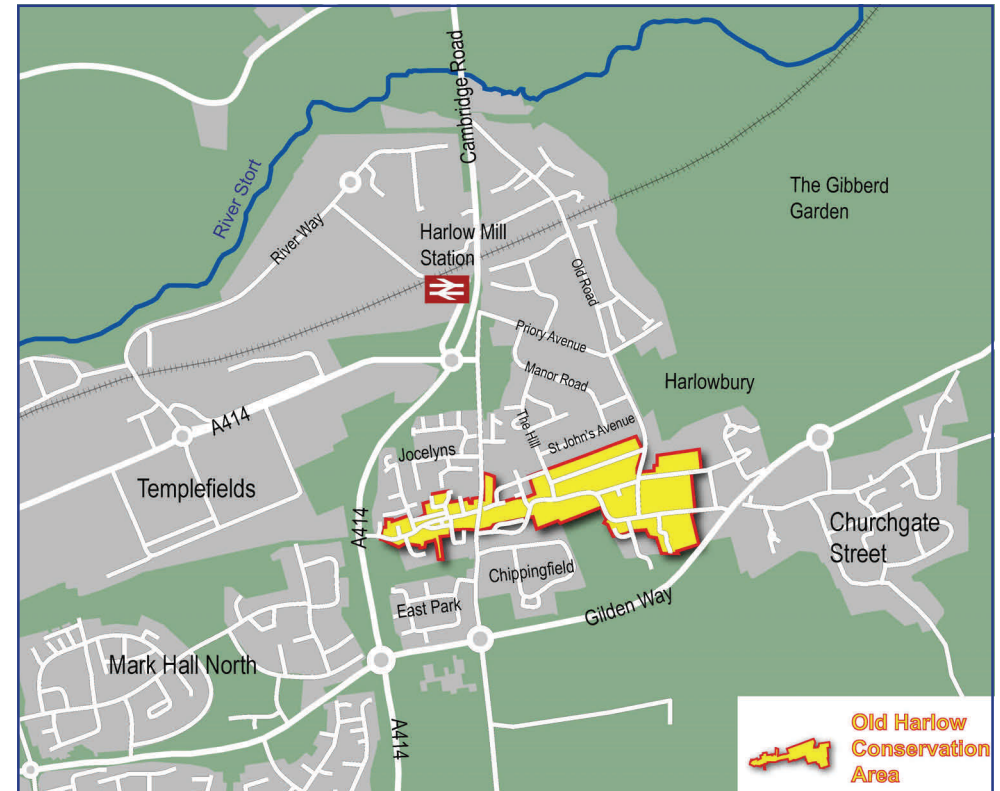 Cambridge Road
River Stort
The Gibberd
Garden
River Way
Harlow Mill
Station
Old Road
Priory Avenue
Manor Road
Harlowbury
The Hill
St John's Avenue
A414
Jocelyns
Templefields
A414
Churchgate
Street
Chippingfield
East Park
Gilden Way
Mark Hall North
A414
Old Harlow
Conservation
Area